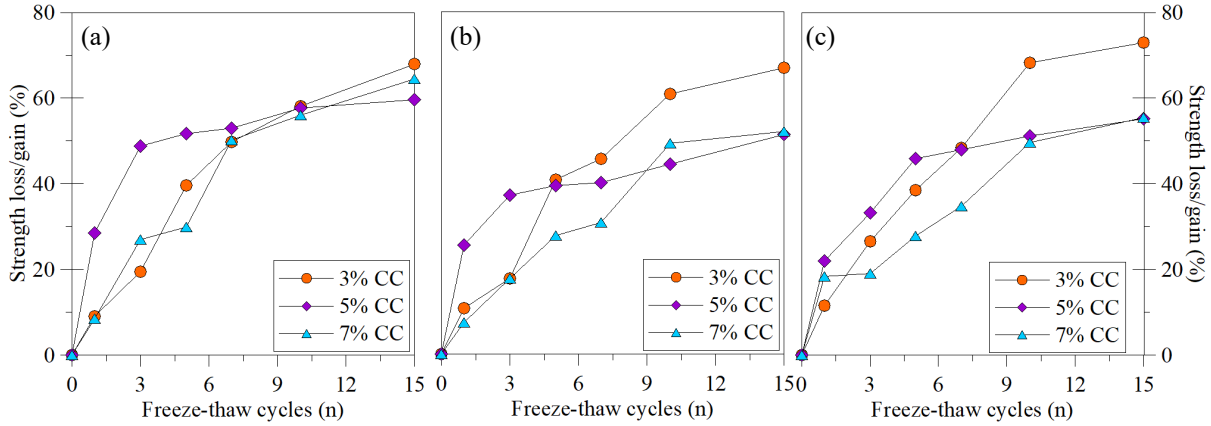 80
60
40
20
0
Strength loss/gain (%)
(a)
3% CC
5% CC
7% CC
0
3
6
9
12
15
Freeze-thaw cycles (n)
(b)
3% CC
5% CC
7% CC
0
3
6
9
12
15
Freeze-thaw cycles (n)
(c)
3% CC
5% CC
7% CC
0
3
6
9
12
15
Freeze-thaw cycles (n)
80
60
40
20
0
Strength loss/gain (%)